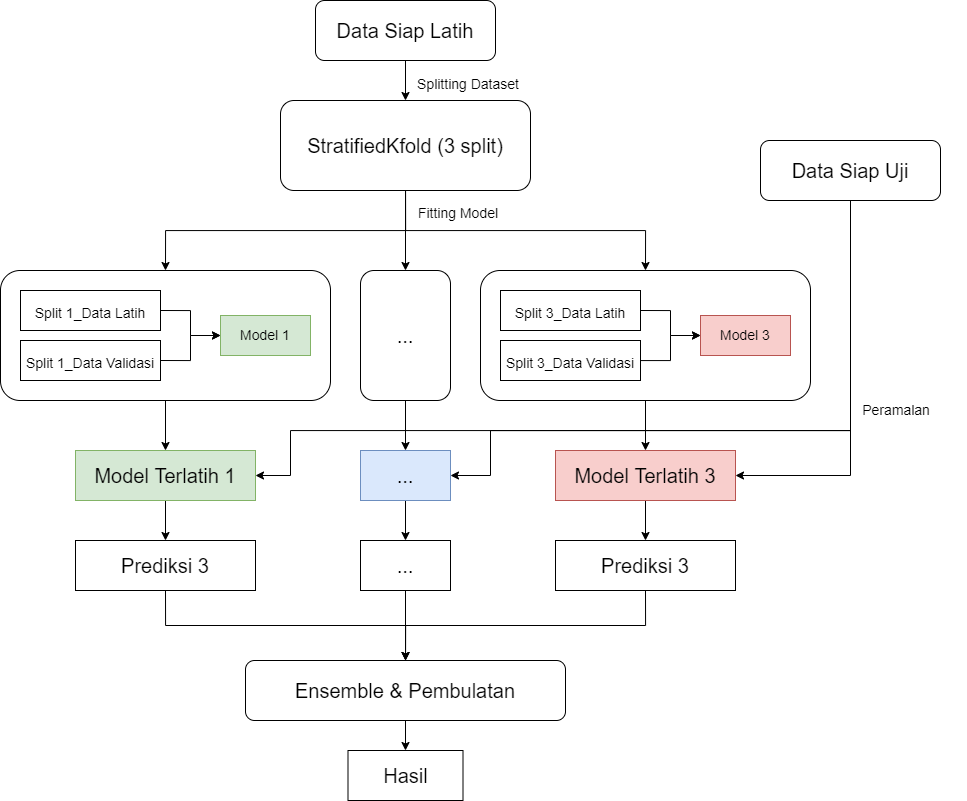 Data Siap Latih
Splitting Dataset
StratifiedKfold (3 split)
Data Siap Uji
Fitting Model
Split 1_Data Latih
Split 1_Data Validasi
Model 1
...
Split 3_Data Latih
Split 3_Data Validasi
Model 3
Peramalan
Model Terlatih 1
...
Model Terlatih 3
Prediksi 3
...
Prediksi 3
Ensemble & Pembulatan
Hasil